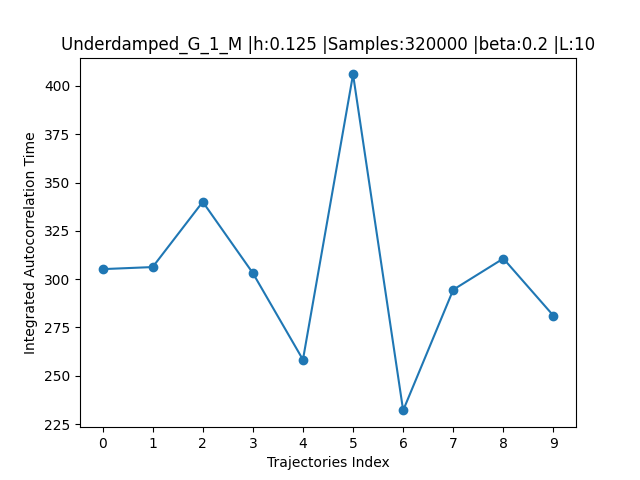 Underdamped_G_1_M |h:0.125 |Samples:320000 |beta:0.2 |L:10
400
375
350
325
300
275
250
225
Integrated Autocorrelation Time
0 1 2 3 4 5 6 7 8 9
Trajectories Index